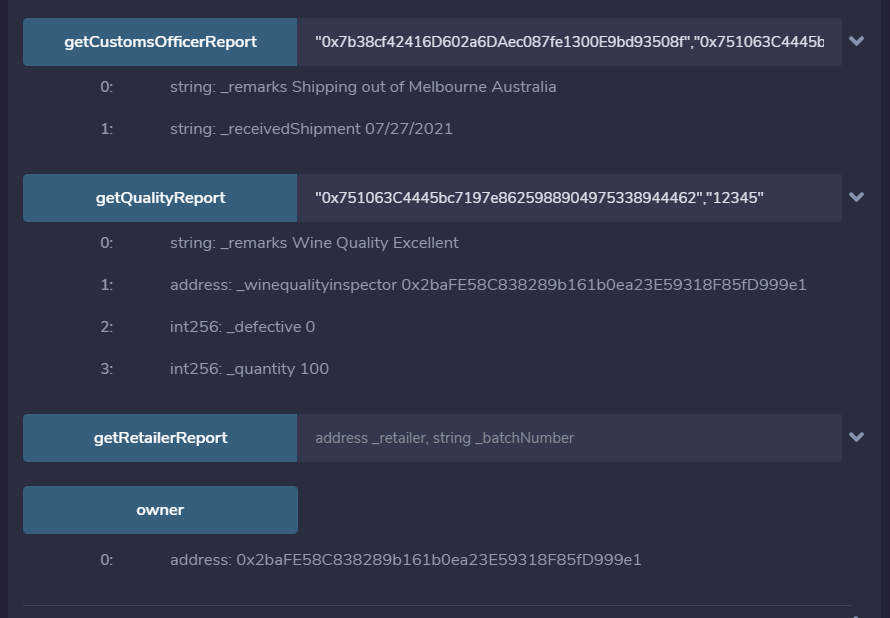 getCustomsOfficerReport "0x7b38cf42416D602a6DAec087fe1300E9bd93508f","0x751063C4445b
0: string: _remarks Shipping out of Melbourne Australia
1: string: _receivedShipment 07/27/2021
getQualityReport "0x751063C4445bc7197e8625988904975338944462","12345"
0: string: _remarks Wine Quality Excellent
1: address: _winequalityinspector 0x2baFE58C838289b161b0ea23E59318F85fD999e1
2: int256: _defective 0
3: int256: _quantity 100
getRetailerReport address _retailer, string _batchNumber
owner
0: address: 0x2baFE58C838289b161b0ea23E59318F85fD999e1